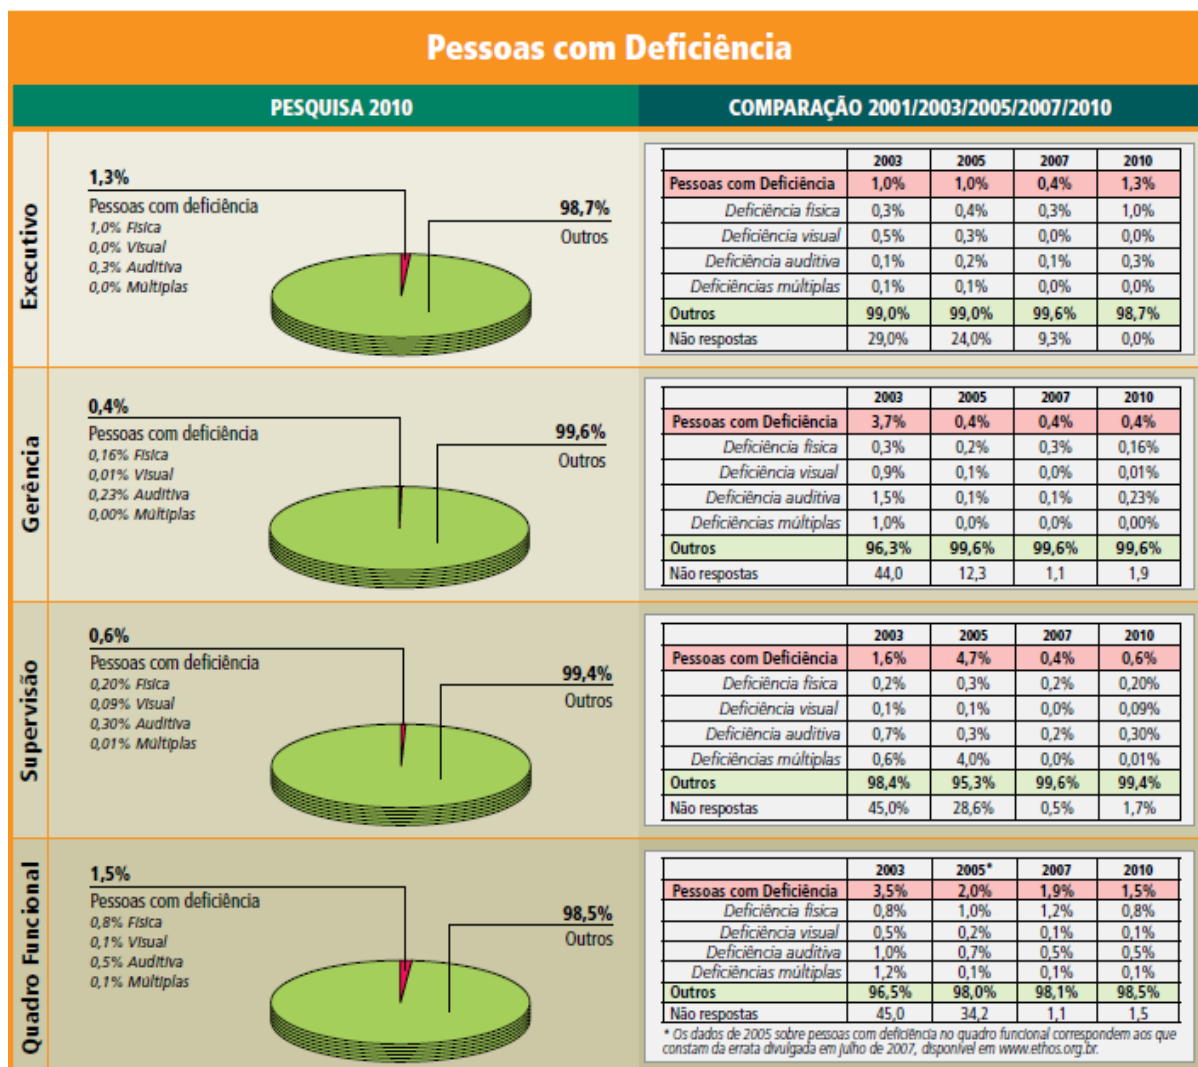 Pessoas com Deficiência
PESQUISA 2010
COMPARAÇÃO 2001/2003/2005/2007/2010
Executivo
1,3%
Pessoas com deficiência
1,0% Física
0,0% Visual
0,3% Auditiva
0,0% Múltiplas
98,7%
Outros
2003 2005 2007 2010
Pessoas com Deficiência 1,0% 1,0% 0,4% 1,3%
Deficiência física 0,3% 0,4% 0,3% 1,0%
Deficiência visual 0,5% 0,3% 0,0% 0,0%
Deficiência auditiva 0,1% 0,2% 0,1% 0,3%
Deficiências múltiplas 0,1% 0,1% 0,0% 0,0%
Outros 99,0% 99,0% 99,6% 98,7%
Não respostas 29,0% 24,0% 9,3% 0,0%
Gerência
0,4%
Pessoas com deficiência
0,16% Física
0,01% Visual
0,23% Auditiva
0,00% Múltiplas
99,6%
Outros
2003 2005 2007 2010
Pessoas com Deficiência 3,7% 0,4% 0,4% 0,4%
Deficiência física 0,3% 0,2% 0,3% 0,16%
Deficiência visual 0,9% 0,1% 0,0% 0,01%
Deficiência auditiva 1,5% 0,1% 0,1% 0,23%
Deficiências múltiplas 1,0% 0,0% 0,0% 0,00%
Outros 96,3% 99,6% 99,6% 99,6%
Não respostas 44,0 12,3 1,1 1,9
Supervisão
0,6%
Pessoas com deficiência
0,20% Física
0,09% Visual
0,30% Auditiva
0,01% Múltiplas
99,4%
Outros
2003 2005 2007 2010
Pessoas com Deficiência 1,6% 4,7% 0,4% 0,6%
Deficiência física 0,2% 0,3% 0,2% 0,20%
Deficiência visual 0,1% 0,1% 0,0% 0,09%
Deficiência auditiva 0,7% 0,3% 0,2% 0,30%
Deficiências múltiplas 0,6% 4,0% 0,0% 0,01%
Outros 98,4% 95,3% 99,6% 99,4%
Não respostas 45,0% 28,6% 0,5% 1,7%
Quadro Funcional
1,5%
Pessoas com deficiência
0,8% Física
0,1% Visual
0,5% Auditiva
0,1% Múltiplas
98,5%
Outros
2003 2005* 2007 2010
Pessoas com Deficiência 3,5% 2,0% 1,9% 1,5%
Deficiência física 0,8% 1,0% 1,2% 0,8%
Deficiência visual 0,5% 0,2% 0,1% 0,1%
Deficiência auditiva 1,0% 0,7% 0,5% 0,5%
Deficiências múltiplas 1,2% 0,1% 0,1% 0,1%
Outros 96,5% 98,0% 98,1% 98,5%
Não respostas 45,0 34,2 1,1 1,5
* Os dados de 2005 sobre pessoas com deficiência no quadro funcional correspondem aos que
constam da errata divulgada em julho de 2007, disponível em www.ethos.org.br.